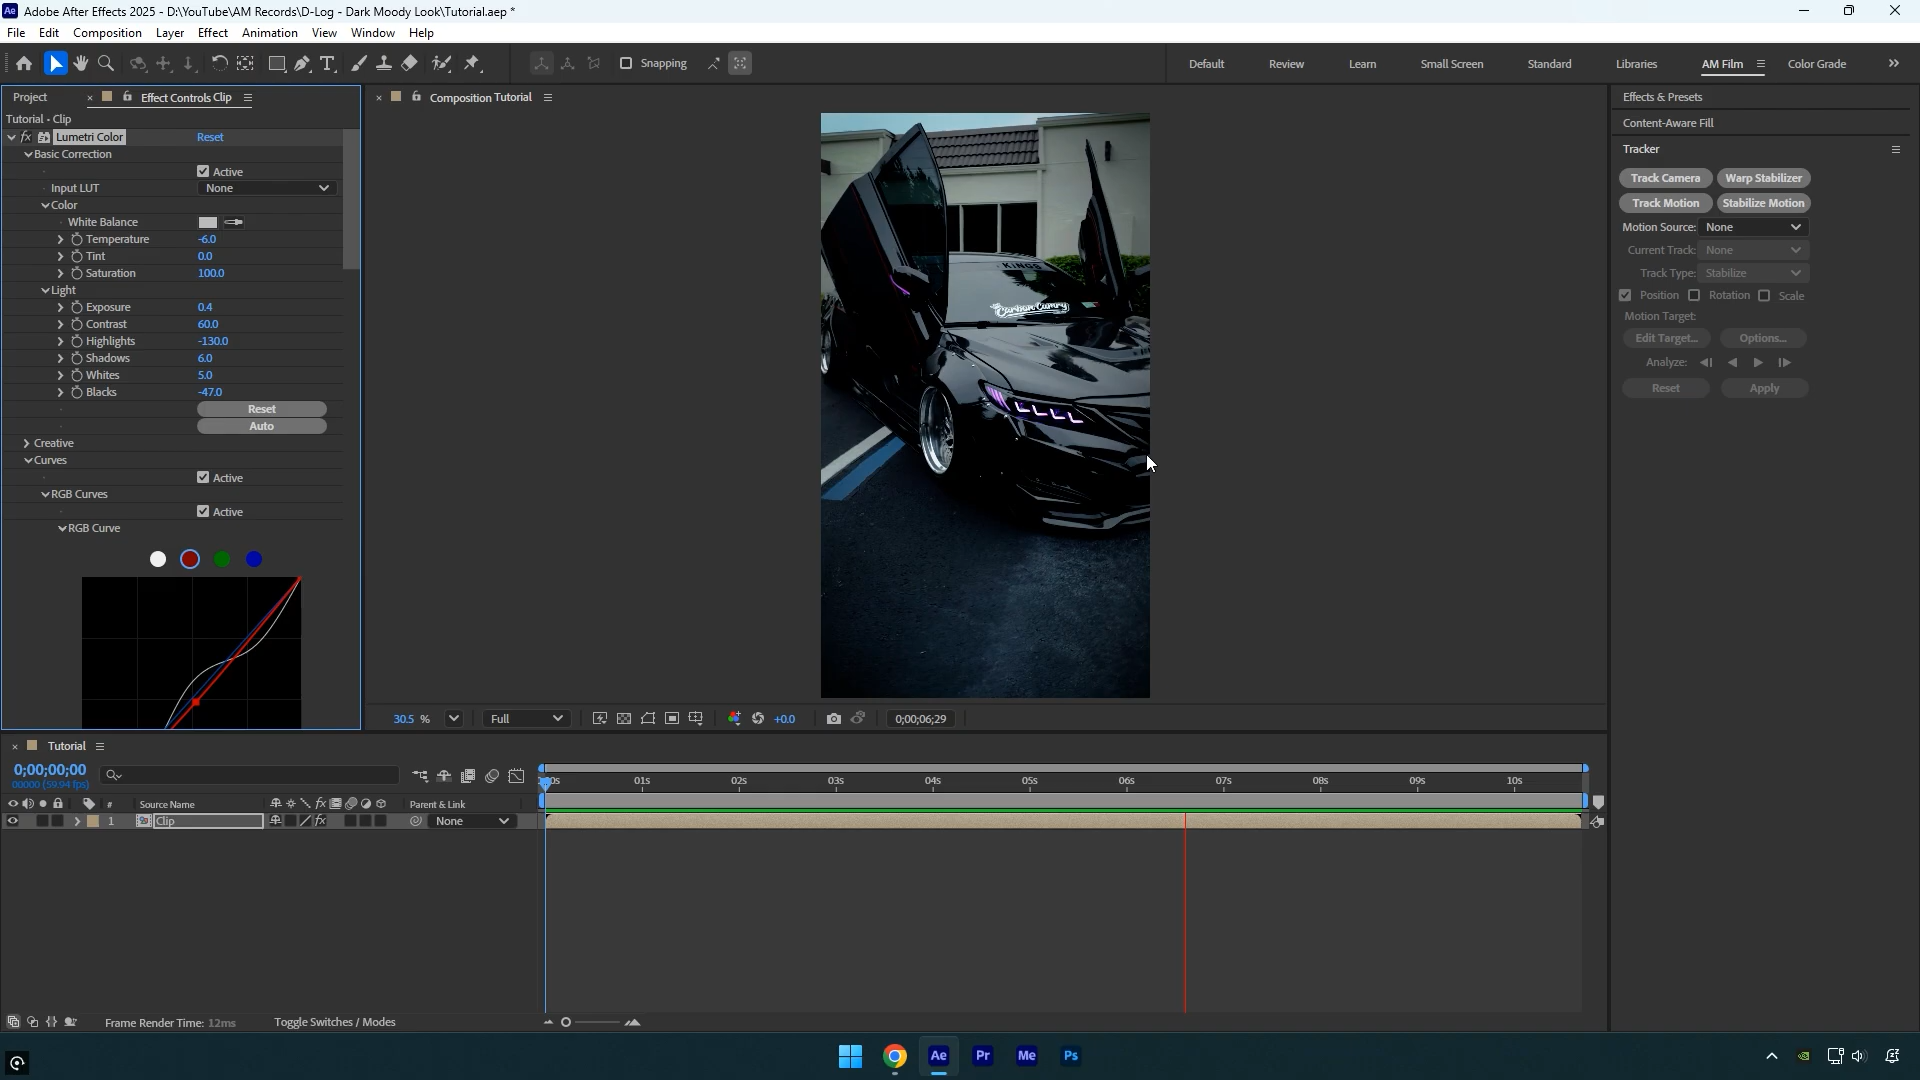 Adobe After Effects 2025 - D:\YouTube\AM Records\D-Log - Dark Moody Look\Tutorial.aep *
File Edit Composition Layer Effect Animation View Window Help
Snapping
Default Review Learn Small Screen Standard Libraries AM Film Color Grade
Project Effect Controls Clip
Composition Tutorial
Tutorial - Clip
Lumetri Color Reset
Basic Correction
Active
Input LUT None
Color
White Balance
Temperature -6.0
Tint 0.0
Saturation 100.0
Light
Exposure 0.4
Contrast 60.0
Highlights -130.0
Shadows 6.0
Whites 5.0
Blacks -47.0
Reset
Auto
Creative
Curves
Active
RGB Curves
Active
RGB Curve
KINGS
Carbon Camry
30.5 % Full +0.0 0;00;06;29
Effects & Presets
Content-Aware Fill
Tracker
Track Camera Warp Stabilizer
Track Motion Stabilize Motion
Motion Source: None
Current Track: None
Track Type: Stabilize
Position Rotation Scale
Motion Target:
Edit Target... Options...
Analyze:
Reset Apply
Tutorial
0;00;00;00
00000 (59.94 fps)
01s 02s 03s 04s 05s 06s 07s 08s 09s 10s
# Source Name Parent & Link
1 Clip fx None
Frame Render Time: 12ms Toggle Switches / Modes
Ae Pr Me Ps